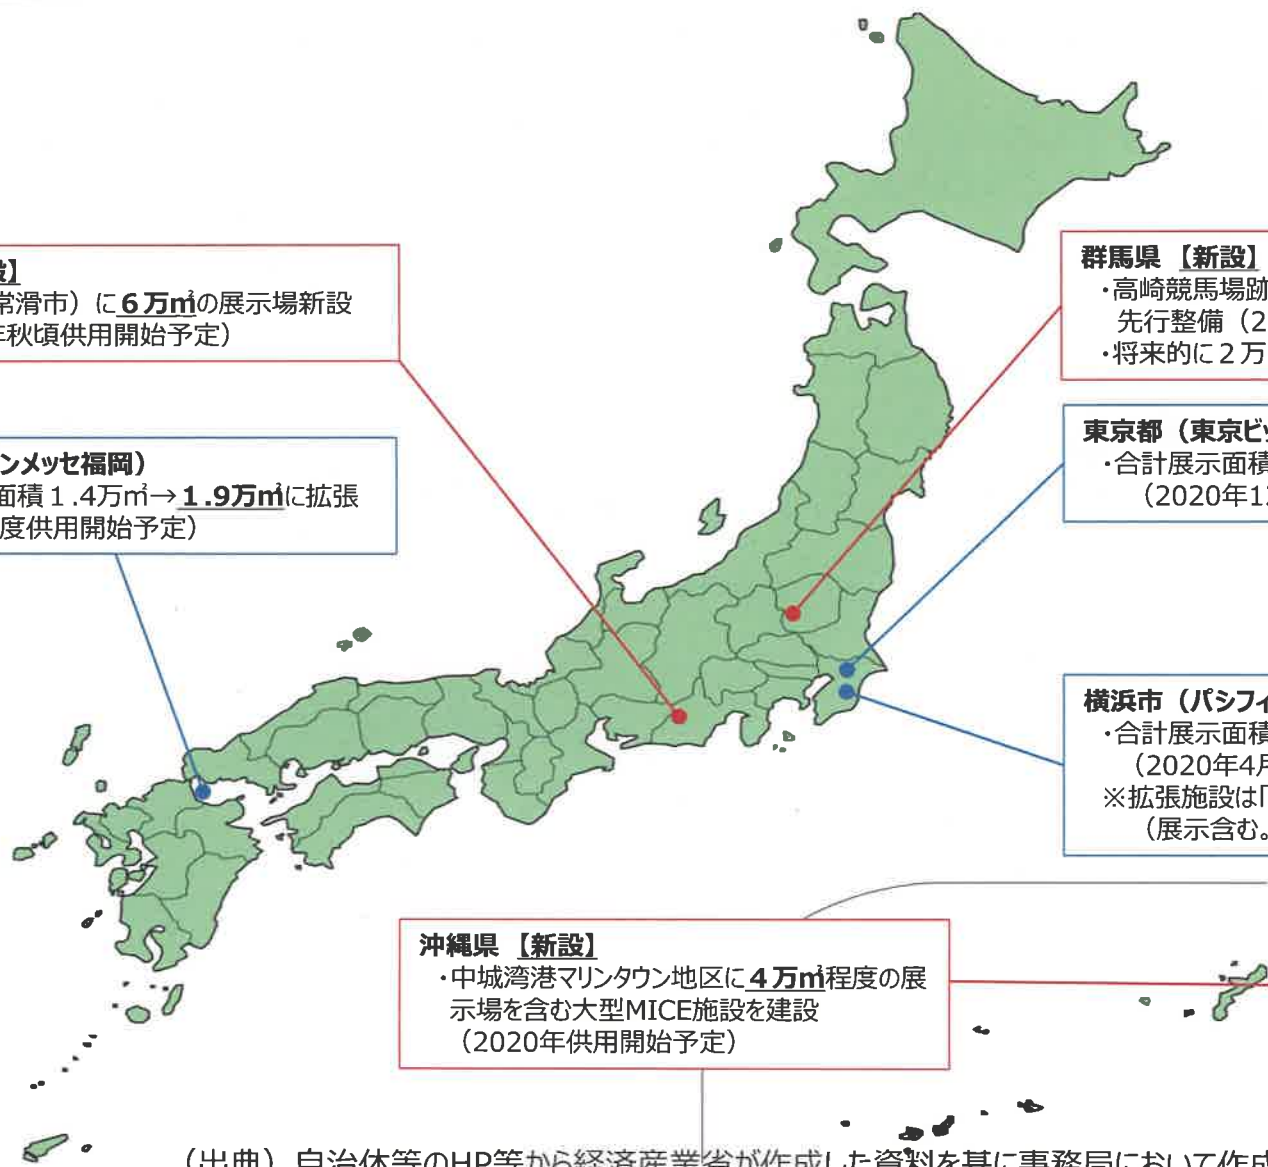 設】
常滑市）に６万㎡の展示場新設
年秋頃供用開始予定）
ンメッセ福岡）
面積１.4万㎡→１.９万㎡に拡張
度供用開始予定）
群馬県 【新設】
・高崎競馬場跡
先行整備（2
・将来的に２万
東京都（東京ビッ
・合計展示面積
（2020年1
横浜市（パシフィ
・合計展示面積
（2020年4月
※拡張施設は「
（展示含む。
沖縄県 【新設】
・中城湾港マリンタウン地区に４万㎡程度の展
示場を含む大型MICE施設を建設
（2020年供用開始予定）
（出典）自治体等のHP等から経済産業省が作成した資料を基に事務局において作成